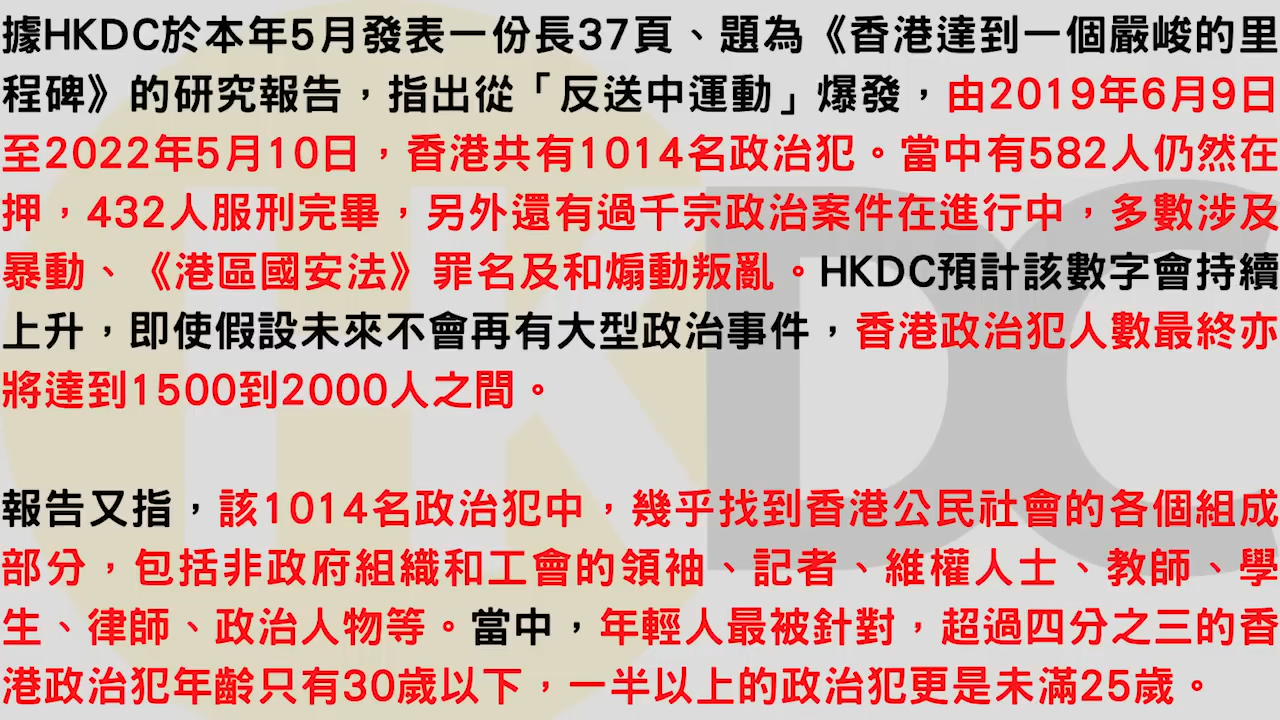 據HKDC於本年5月發表一份長37頁、題為《香港達到一個嚴峻的里
程碑》的研究報告，指出從「反送中運動」爆發，由2019年6月9日
至2022年5月10日，香港共有1014名政治犯。當中有582人仍然在
押，432人服刑完畢，另外還有過千宗政治案件在進行中，多數涉及
暴動、《港區國安法》罪名及和煽動叛亂。HKDC預計該數字會持續
上升，即使假設未來不會再有大型政治事件，香港政治犯人數最終亦
將達到1500到2000人之間。
報告又指，該1014名政治犯中，幾乎找到香港公民社會的各個組成
部分，包括非政府組織和工會的領袖、記者、維權人士、教師、學
生、律師、政治人物等。當中，年輕人最被針對，超過四分之三的香
港政治犯年齡只有30歲以下，一半以上的政治犯更是未滿25歲。
HKDC